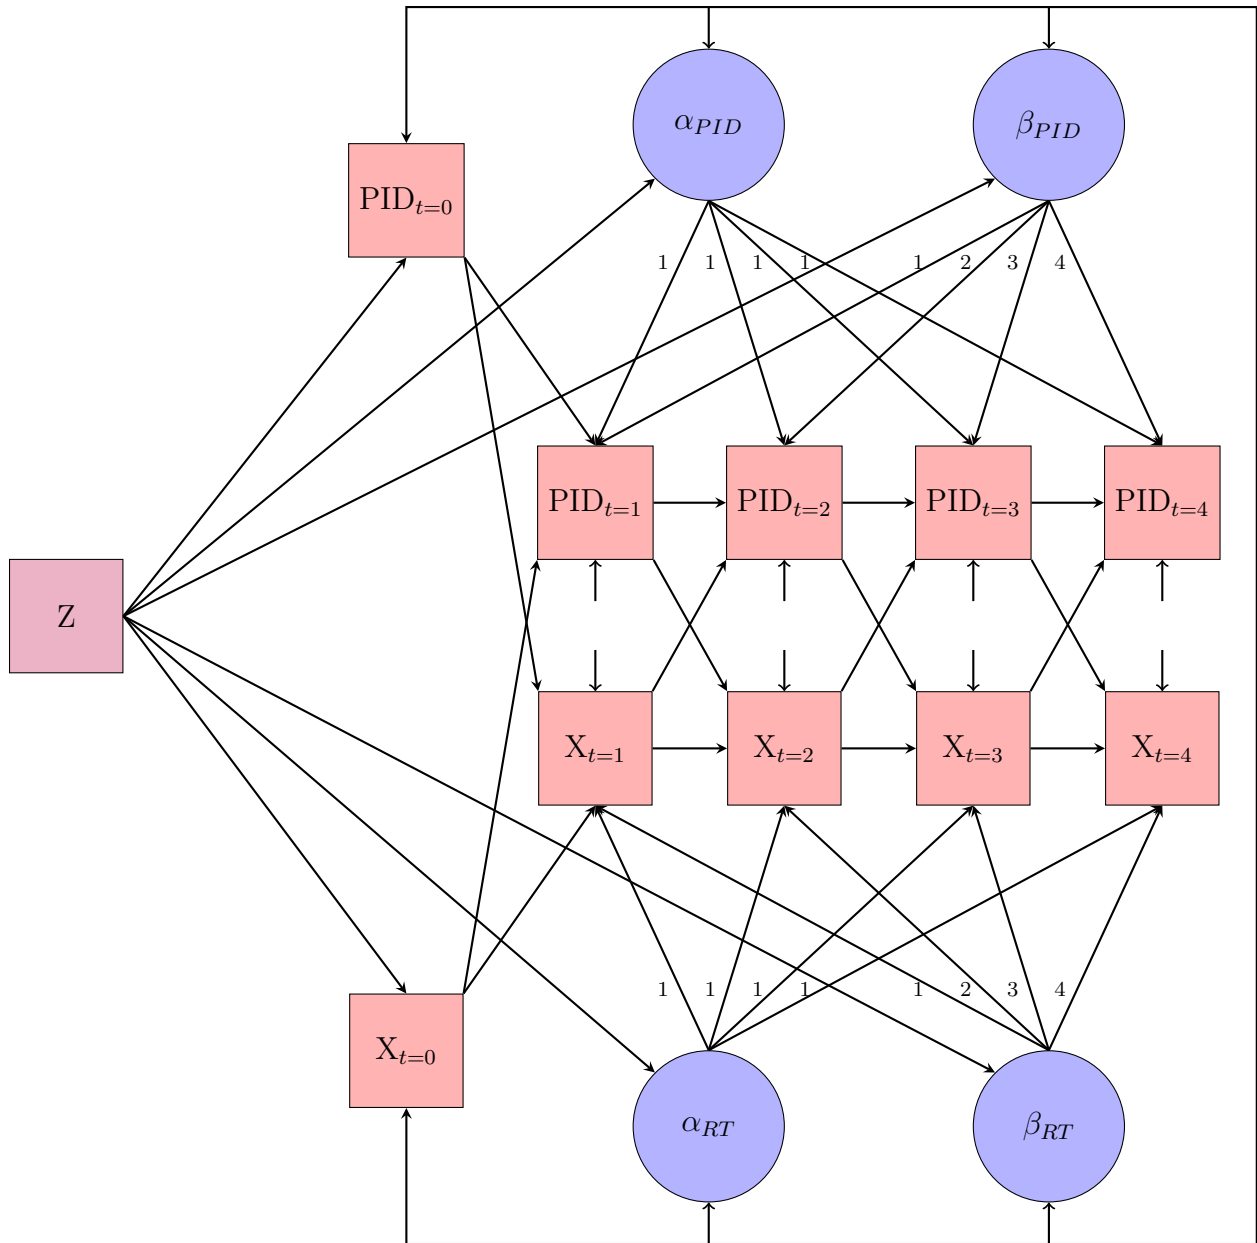 α_PID β_PID
PID_t=0
1 1 1 1 1 2 3 4
PID_t=1 PID_t=2 PID_t=3 PID_t=4
Z
X_t=1 X_t=2 X_t=3 X_t=4
1 1 1 1 1 2 3 4
X_t=0
α_RT β_RT